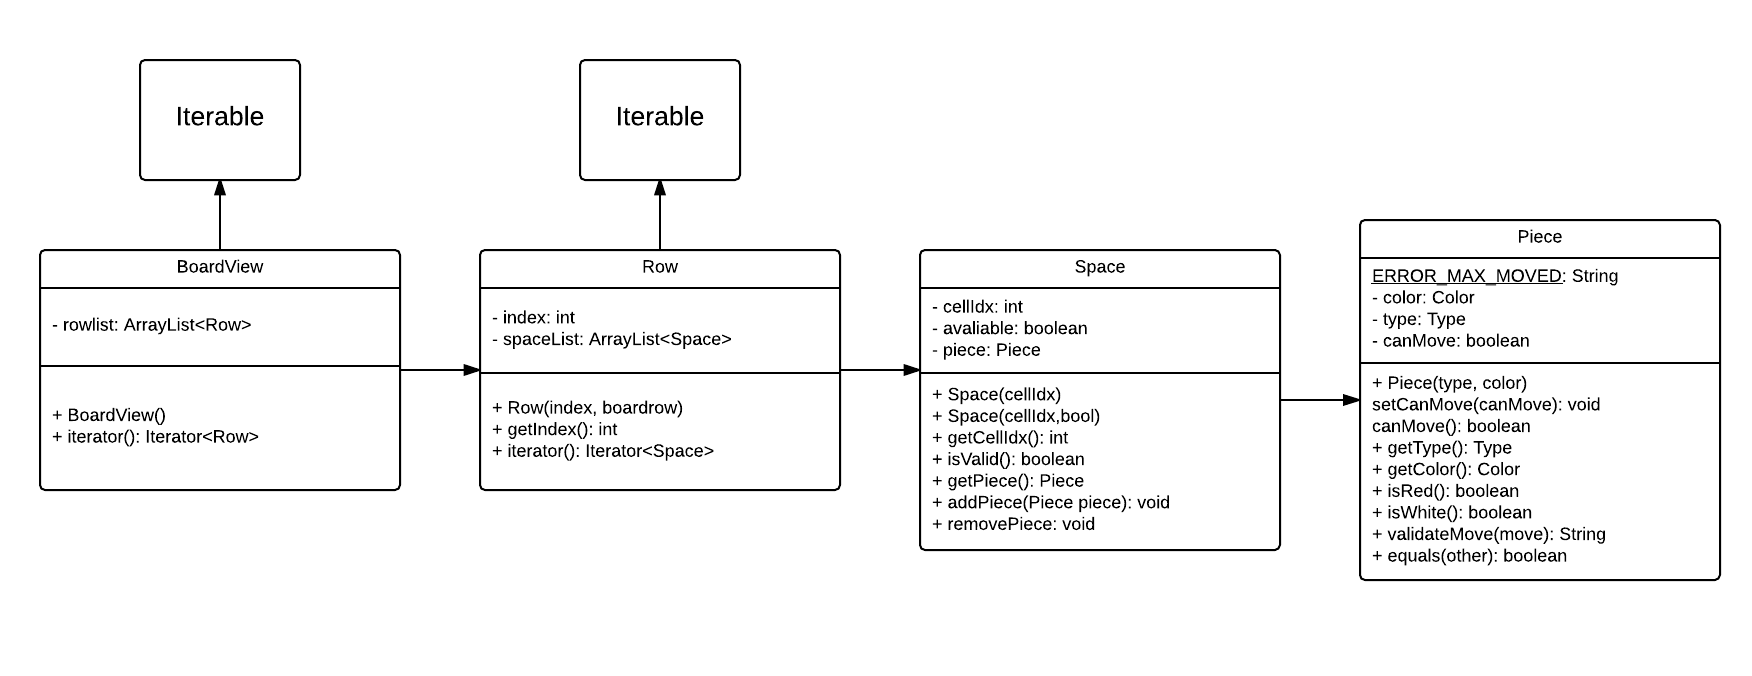 Iterable
Iterable
BoardView
- rowlist: ArrayList<Row>
+ BoardView()
+ iterator(): Iterator<Row>
Row
- index: int
- spaceList: ArrayList<Space>
+ Row(index, boardrow)
+ getIndex(): int
+ iterator(): Iterator<Space>
Space
- cellIdx: int
- avaliable: boolean
- piece: Piece
+ Space(cellIdx)
+ Space(cellIdx,bool)
+ getCellIdx(): int
+ isValid(): boolean
+ getPiece(): Piece
+ addPiece(Piece piece): void
+ removePiece: void
Piece
ERROR_MAX_MOVED: String
- color: Color
- type: Type
- canMove: boolean
+ Piece(type, color)
setCanMove(canMove): void
canMove(): boolean
+ getType(): Type
+ getColor(): Color
+ isRed(): boolean
+ isWhite(): boolean
+ validateMove(move): String
+ equals(other): boolean